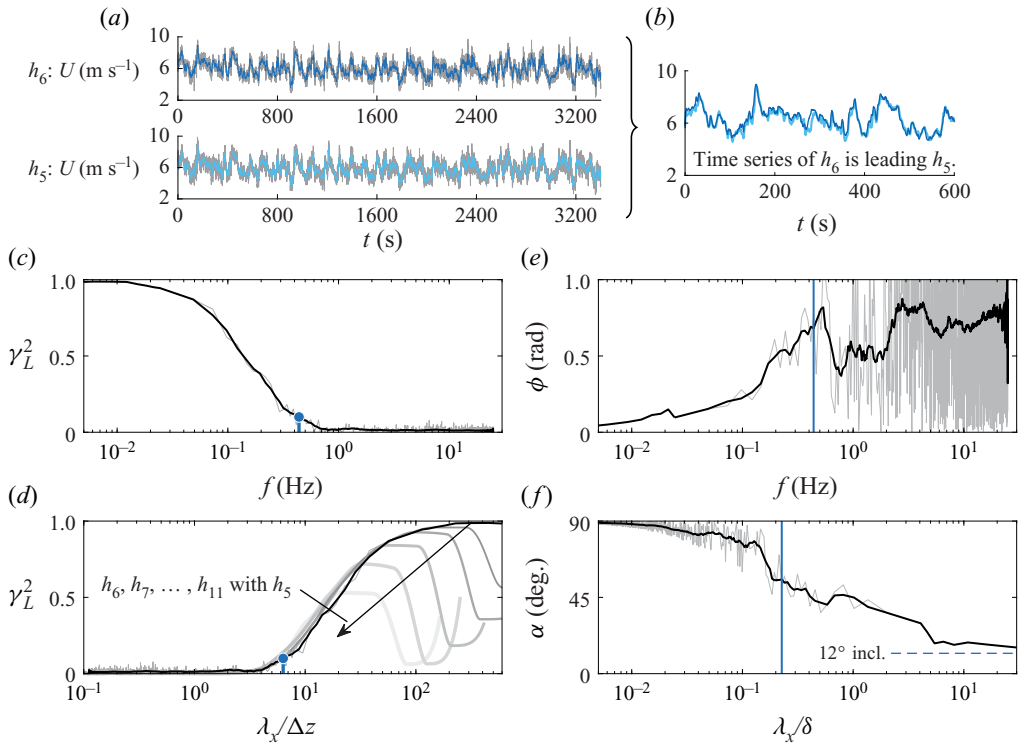 (a)
h₆: U (m s⁻¹)
10
6
2
0 800 1600 2400 3200
h₅: U (m s⁻¹)
10
6
2
0 800 1600 2400 3200
t (s)
(b)
10
6
2
Time series of h₆ is leading h₅.
0 200 400 600
t (s)
(c)
γ_L²
1.0
0.5
0
10⁻² 10⁻¹ 10⁰ 10¹
f (Hz)
(e)
ϕ (rad)
1.0
0.5
0
10⁻² 10⁻¹ 10⁰ 10¹
f (Hz)
(d)
γ_L²
1.0
0.5
0
h₆, h₇, … , h₁₁ with h₅
10⁻¹ 10⁰ 10¹ 10²
λₓ/Δz
(f)
α (deg.)
90
45
0
12° incl.
10⁻² 10⁻¹ 10⁰ 10¹
λₓ/δ